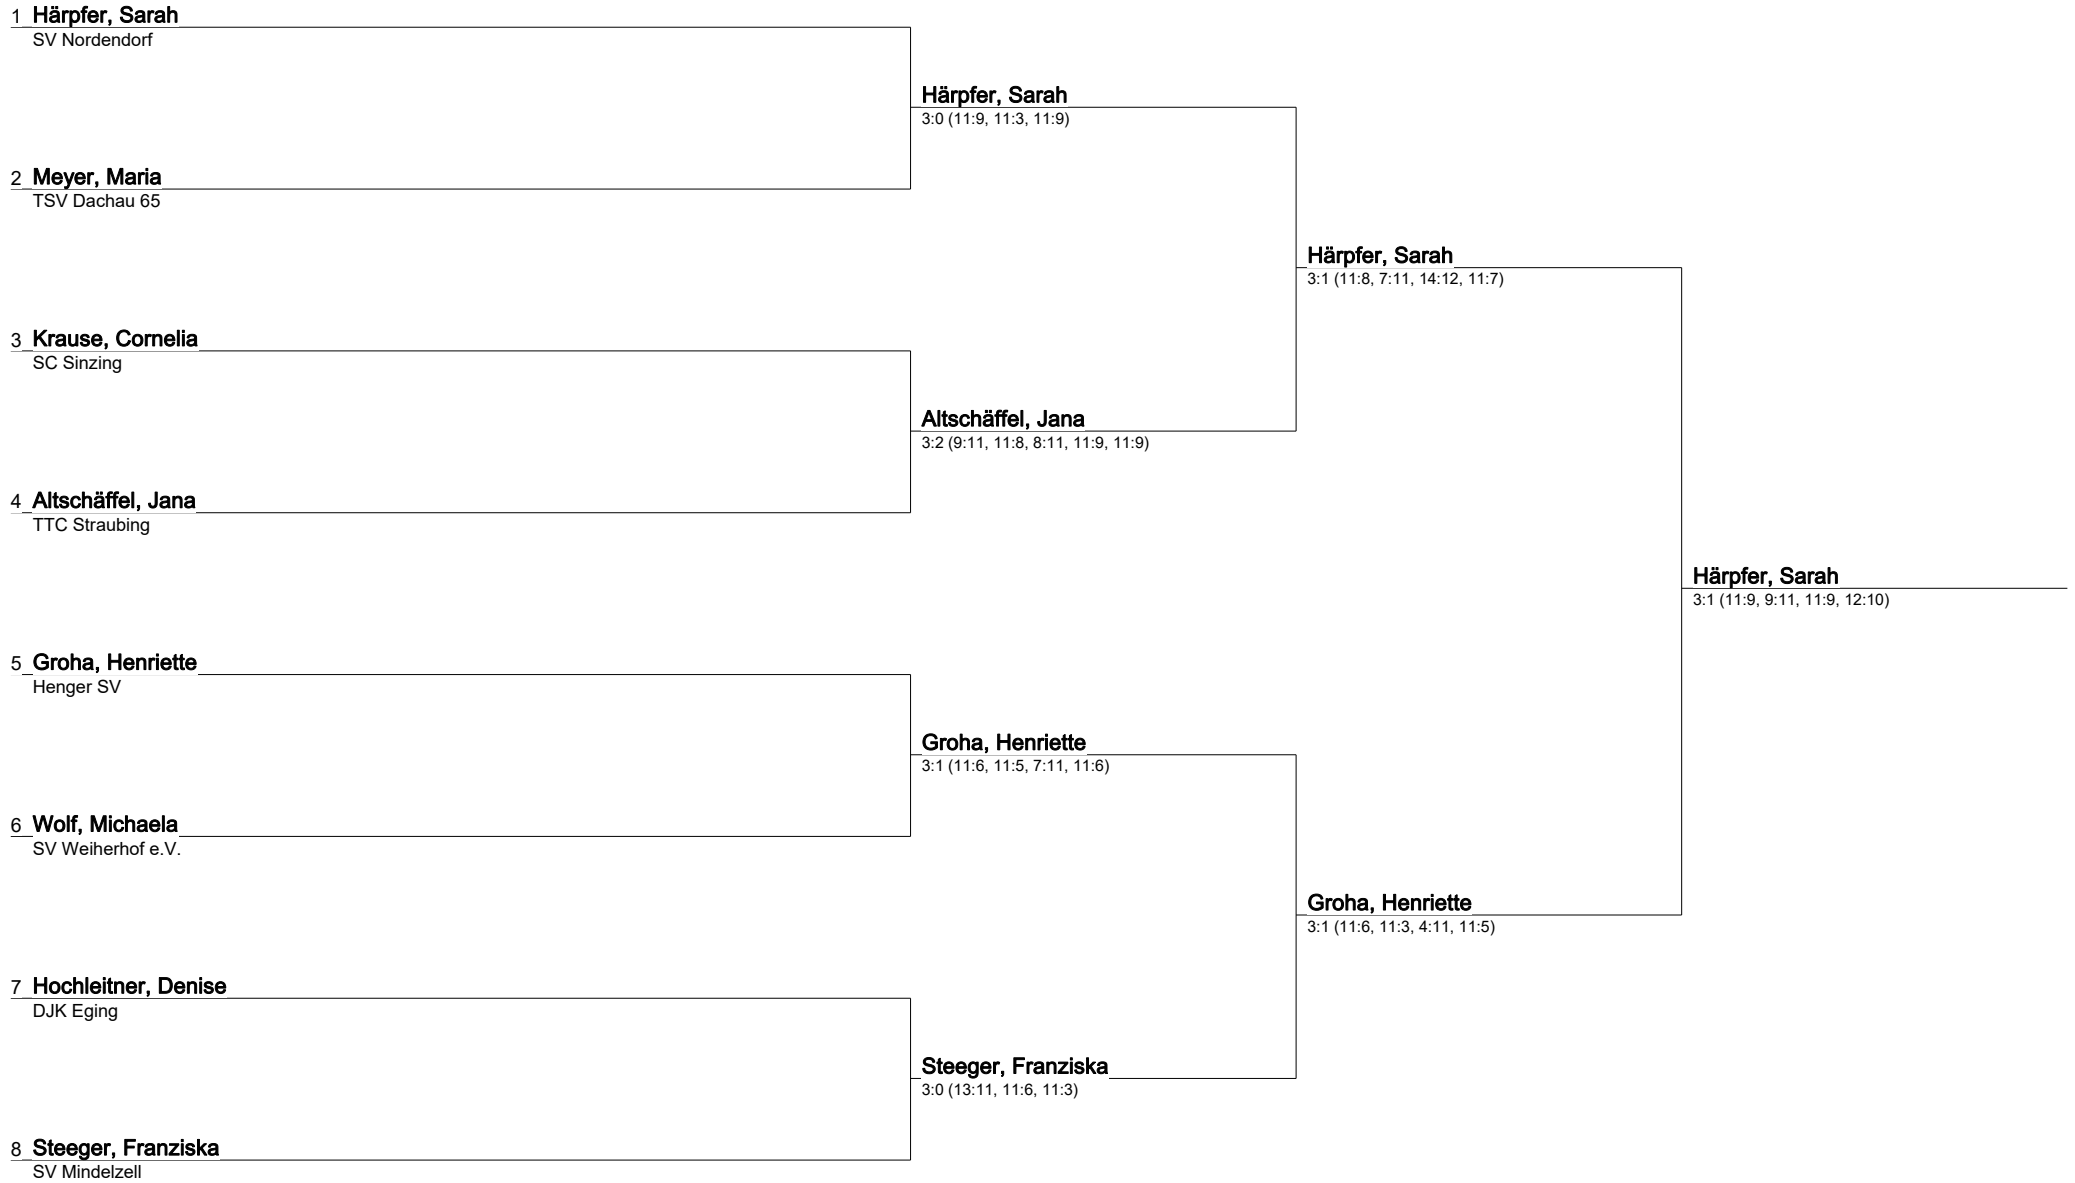 1 Härpfer, Sarah
SV Nordendorf
Härpfer, Sarah
3:0 (11:9, 11:3, 11:9)
2 Meyer, Maria
TSV Dachau 65
Härpfer, Sarah
3:1 (11:8, 7:11, 14:12, 11:7)
3 Krause, Cornelia
SC Sinzing
Altschäffel, Jana
3:2 (9:11, 11:8, 8:11, 11:9, 11:9)
4 Altschäffel, Jana
TTC Straubing
Härpfer, Sarah
3:1 (11:9, 9:11, 11:9, 12:10)
5 Groha, Henriette
Henger SV
Groha, Henriette
3:1 (11:6, 11:5, 7:11, 11:6)
6 Wolf, Michaela
SV Weiherhof e.V.
Groha, Henriette
3:1 (11:6, 11:3, 4:11, 11:5)
7 Hochleitner, Denise
DJK Eging
Steeger, Franziska
3:0 (13:11, 11:6, 11:3)
8 Steeger, Franziska
SV Mindelzell